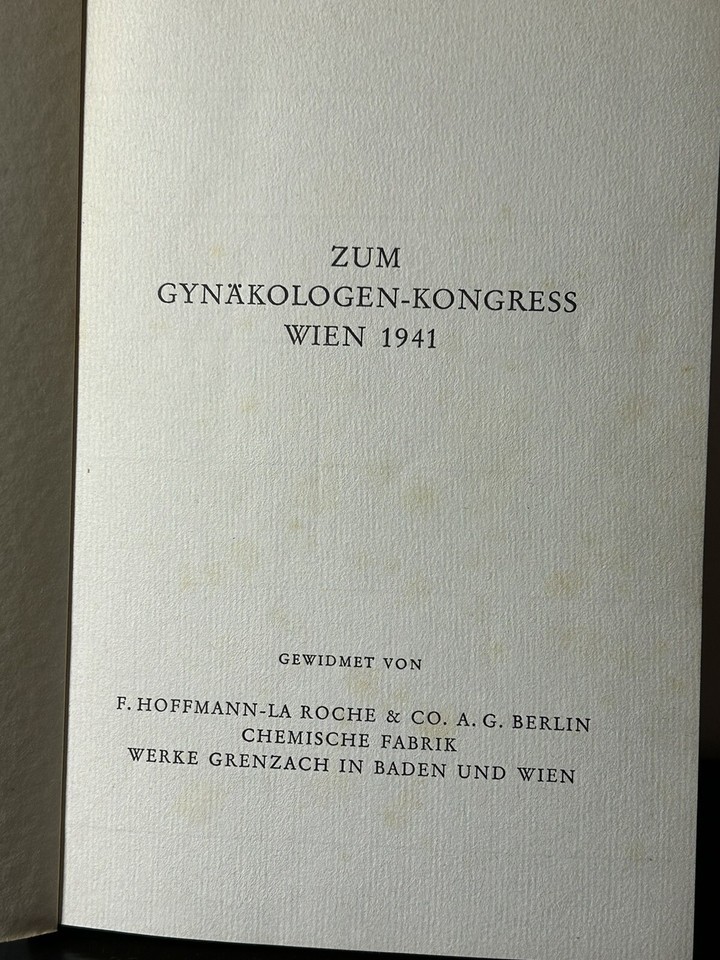 ZUM
GYNÄKOLOGEN-KONGRESS
WIEN 1941
GEWIDMET VON
F. HOFFMANN-LA ROCHE & CO. A. G. BERLIN
CHEMISCHE FABRIK
WERKE GRENZACH IN BADEN UND WIEN